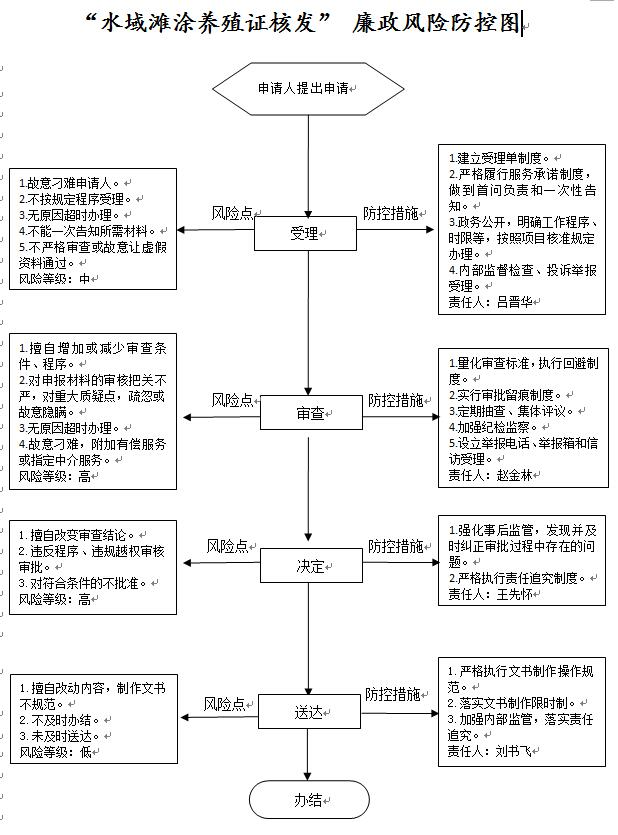 “水域滩涂养殖证核发” 廉政风险防控图
申请人提出申请
1.故意刁难申请人。
2.不按规定程序受理。
3.无原因超时办理。
4.不能一次告知所需材料。
5.不严格审查或故意让虚假
资料通过。
风险等级：中
风险点
受理
防控措施
1.建立受理单制度。
2.严格履行服务承诺制度，
做到首问负责和一次性告
知。
3.政务公开，明确工作程序、
时限等，按照项目核准规定
办理。
4.内部监督检查、投诉举报
受理。
责任人：吕晋华
1.擅自增加或减少审查条
件、程序。
2.对申报材料的审核把关不
严，对重大质疑点，疏忽或
故意隐瞒。
3.无原因超时办理。
4.故意刁难，附加有偿服务
或指定中介服务。
风险等级：高
风险点
审查
防控措施
1.量化审查标准，执行回避制
度。
2.实行审批留痕制度。
3.定期抽查、集体评议。
4.加强纪检监察。
5.设立举报电话、举报箱和信
访受理。
责任人：赵金林
1. 擅自改变审查结论。
2. 违反程序、违规越权审核
审批。
3. 对符合条件的不批准。
风险等级：高
风险点
决定
防控措施
1.强化事后监管，发现并及
时纠正审批过程中存在的问
题。
2.严格执行责任追究制度。
责任人：王先怀
1. 擅自改动内容，制作文书
不规范。
2. 不及时办结。
3. 未及时送达。
风险等级：低
风险点
送达
防控措施
1. 严格执行文书制作操作规
范。
2. 落实文书制作限时制。
3. 加强内部监管，落实责任
追究。
责任人：刘书飞
办结